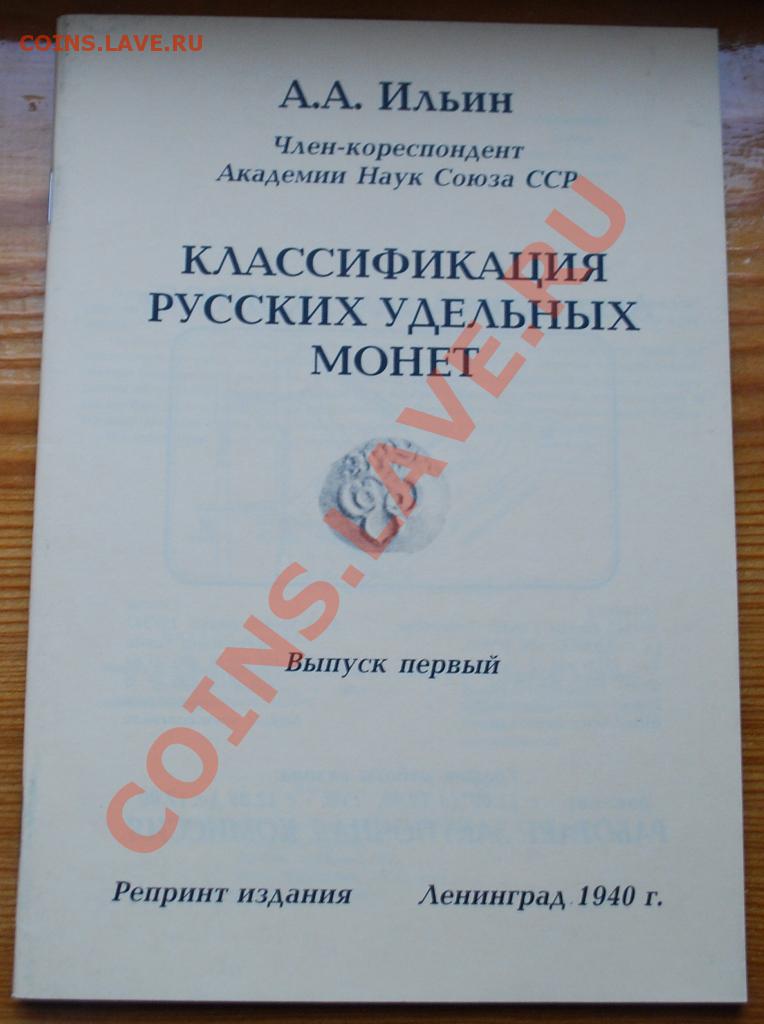 COINS.LAVE.RU
А.А. Ильин
Член-кореспондент
Академии Наук Союза ССР
КЛАССИФИКАЦИЯ
РУССКИХ УДЕЛЬНЫХ
МОНЕТ
COINS.LAVE.RU
Выпуск первый
Репринт издания Ленинград 1940 г.